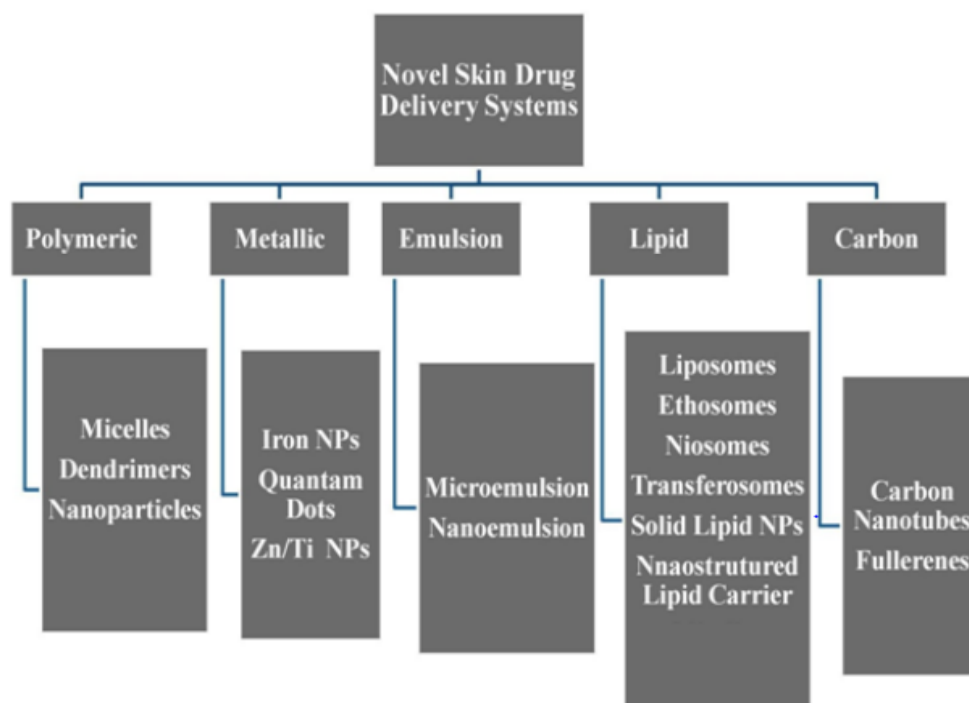 Novel Skin Drug
Delivery Systems
Polymeric
Metallic
Emulsion
Lipid
Carbon
Micelles
Dendrimers
Nanoparticles
Iron NPs
Quantam
Dots
Zn/Ti NPs
Microemulsion
Nanoemulsion
Liposomes
Ethosomes
Niosomes
Transferosomes
Solid Lipid NPs
Nnaostrutured
Lipid Carrier
Carbon
Nanotubes
Fullerenes